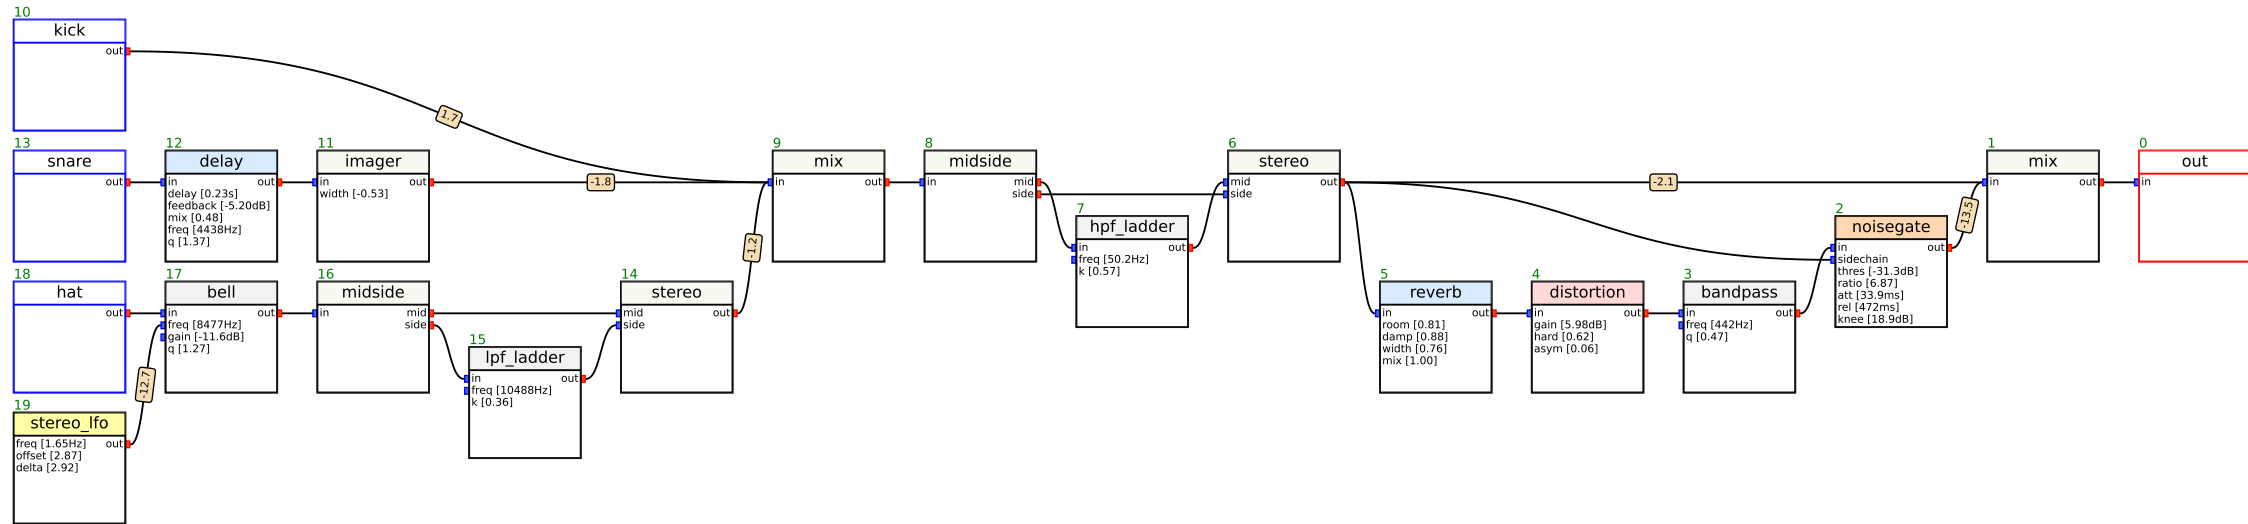 10
kick
out
1.7
13
snare
out
12
delay
in out
delay [0.23s]
feedback [-5.20dB]
mix [0.48]
freq [4438Hz]
q [1.37]
11
imager
in out
width [-0.53]
-1.8
9
mix
in out
8
midside
in mid
side
7
hpf_ladder
in out
freq [50.2Hz]
k [0.57]
6
stereo
mid out
side
-2.1
1
mix
in out
0
out
in
18
hat
out
17
bell
in out
freq [8477Hz]
gain [-11.6dB]
q [1.27]
16
midside
in mid
side
15
lpf_ladder
in out
freq [10488Hz]
k [0.36]
14
stereo
mid out
side
-1.2
5
reverb
in out
room [0.81]
damp [0.88]
width [0.76]
mix [1.00]
4
distortion
in out
gain [5.98dB]
hard [0.62]
asym [0.06]
3
bandpass
in out
freq [442Hz]
q [0.47]
2
noisegate
in out
sidechain
thres [-31.3dB]
ratio [6.87]
att [33.9ms]
rel [472ms]
knee [18.9dB]
-13.5
19
stereo_lfo
freq [1.65Hz] out
offset [2.87]
delta [2.92]
-12.7